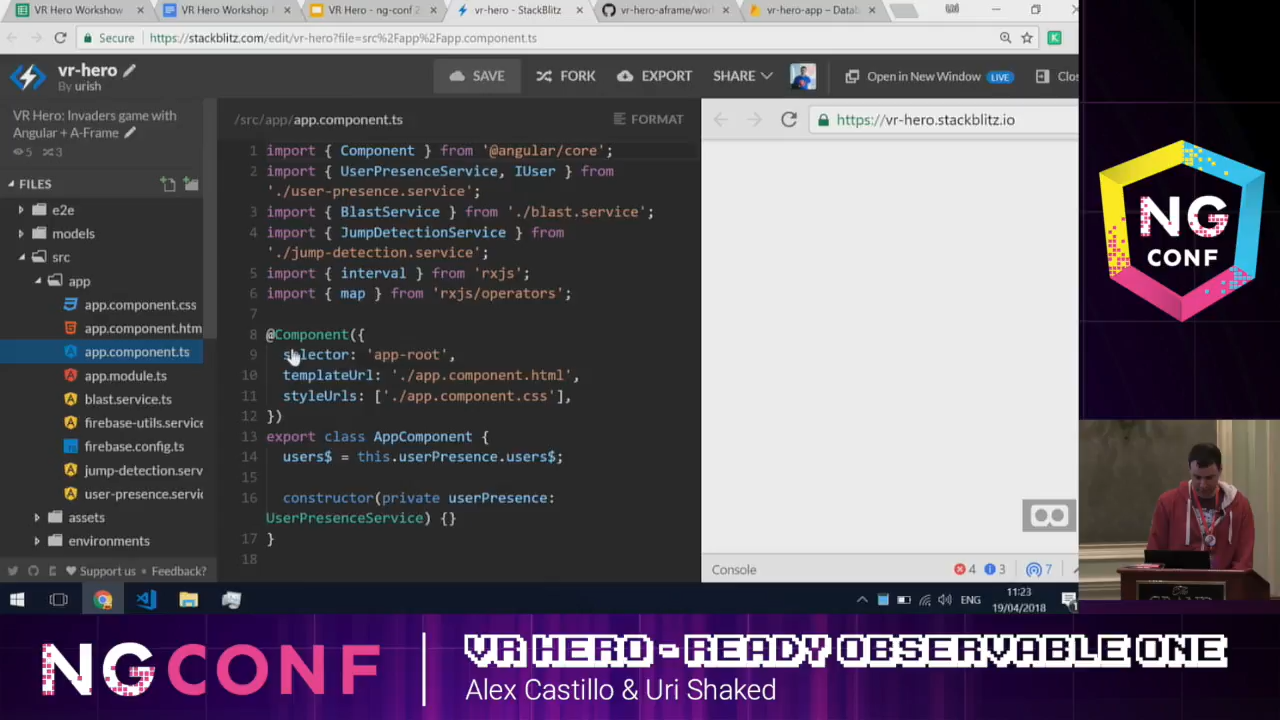 VR Hero Workshow
VR Hero Workshop
VR Hero - ng-conf 2
vr-hero - StackBlitz
vr-hero-aframe/wor
vr-hero-app – Datab
Secure
https://stackblitz.com/edit/vr-hero?file=src%2Fapp%2Fapp.component.ts
K
vr-hero
By urish
SAVE
FORK
EXPORT
SHARE
Open in New Window
LIVE
Clos
VR Hero: Invaders game with
Angular + A-Frame
5
3
FILES
e2e
models
src
app
app.component.css
app.component.htm
app.component.ts
app.module.ts
blast.service.ts
firebase-utils.service
firebase.config.ts
jump-detection.serv
user-presence.servic
assets
environments
Support us
Feedback?
/src/app/app.component.ts
FORMAT
1 import { Component } from '@angular/core';
2 import { UserPresenceService, IUser } from
'./user-presence.service';
3 import { BlastService } from './blast.service';
4 import { JumpDetectionService } from
'./jump-detection.service';
5 import { interval } from 'rxjs';
6 import { map } from 'rxjs/operators';
7
8 @Component({
9 selector: 'app-root',
10 templateUrl: './app.component.html',
11 styleUrls: ['./app.component.css'],
12 })
13 export class AppComponent {
14 users$ = this.userPresence.users$;
15
16 constructor(private userPresence:
UserPresenceService) {}
17 }
18
https://vr-hero.stackblitz.io
Console
4
3
7
ENG
11:23
19/04/2018
NG
CONF
NGCONF
VR HERO - READY OBSERVABLE ONE
Alex Castillo & Uri Shaked